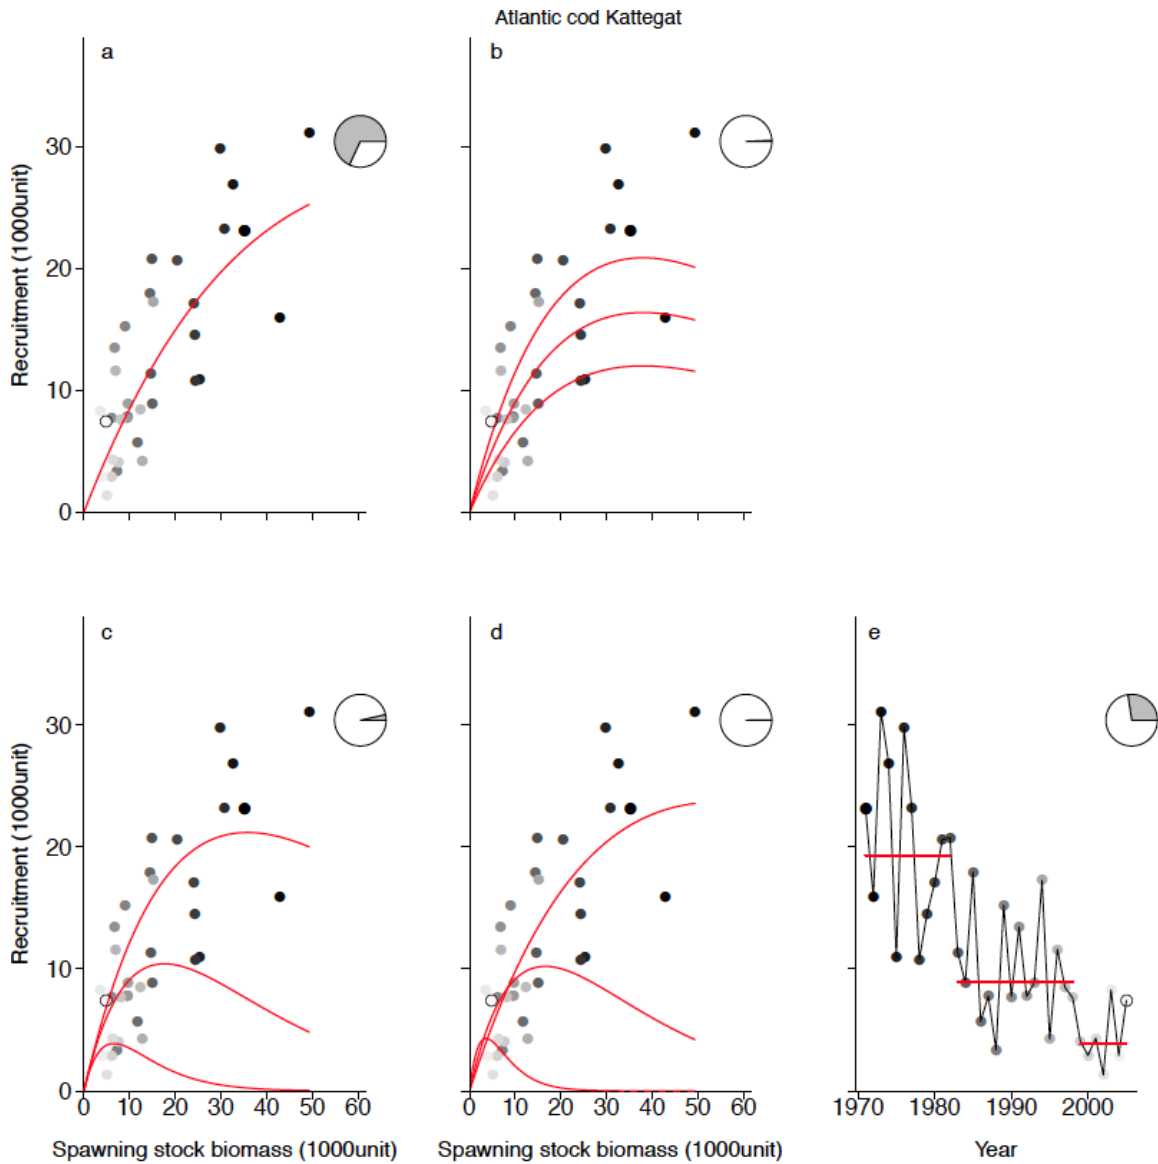 Atlantic cod Kattegat
a
b
30
20
10
0
Recruitment (1000unit)
c
d
e
30
20
10
0
Recruitment (1000unit)
0 10 20 30 40 50 60
0 10 20 30 40 50 60
1970 1980 1990 2000
Spawning stock biomass (1000unit)
Spawning stock biomass (1000unit)
Year